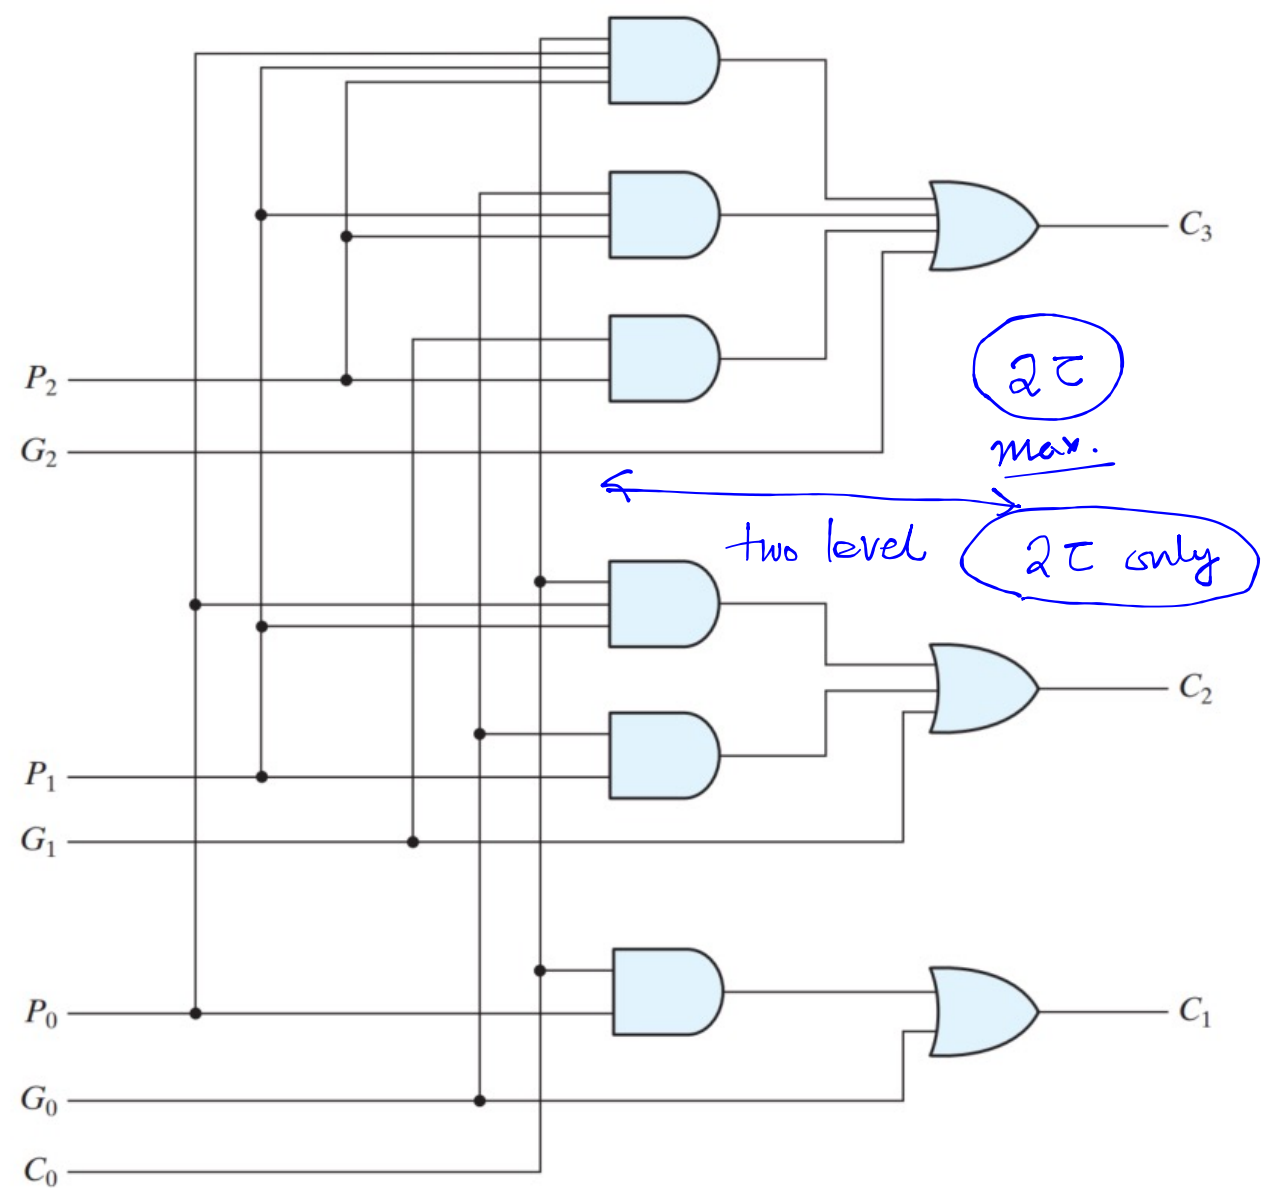 C₃
2τ
P₂
G₂
max.
two level
2τ only
C₂
P₁
G₁
P₀
C₁
G₀
C₀